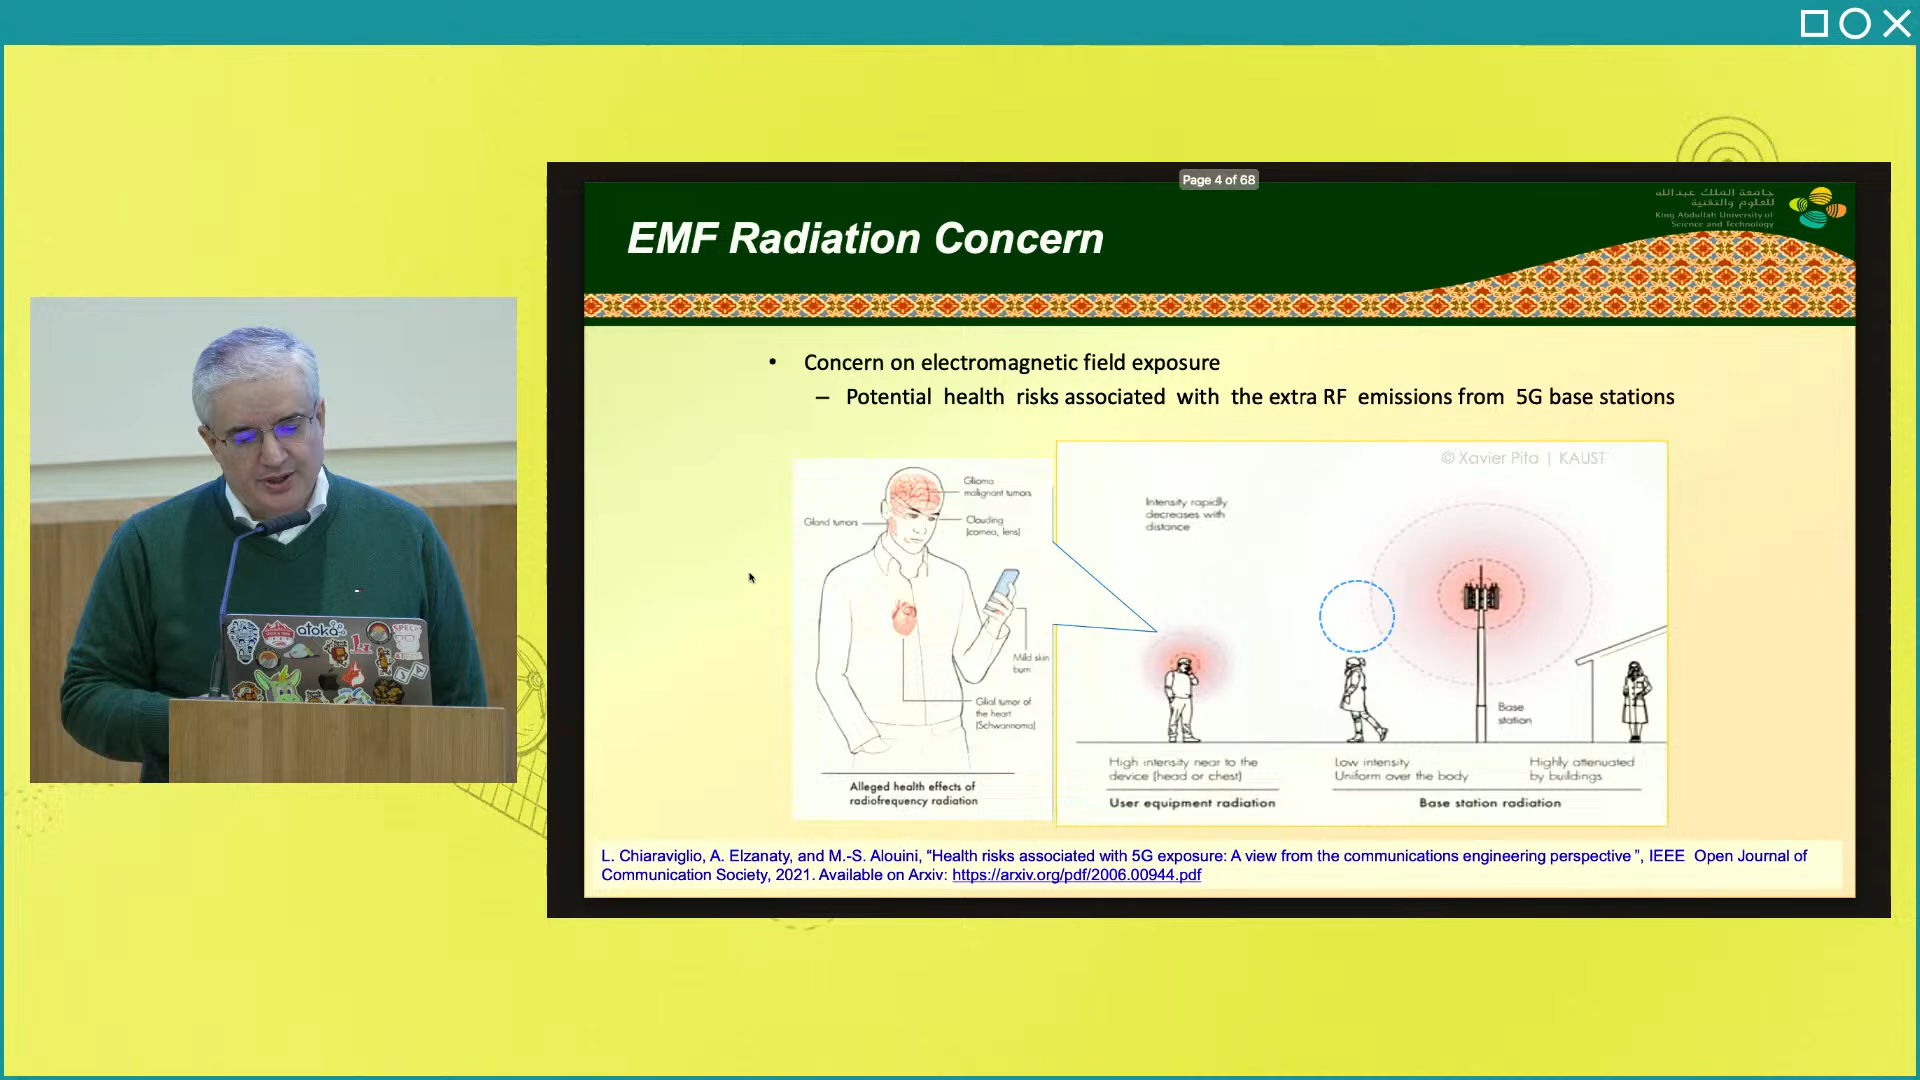 Page 4 of 68
EMF Radiation Concern
جامعة الملك عبدالله
للعلوم والتقنية
King Abdullah University of
Science and Technology
• Concern on electromagnetic field exposure
– Potential health risks associated with the extra RF emissions from 5G base stations
© Xavier Pita | KAUST
Glioma
malignant tumors
Gland tumors
Clouding
(cornea, lens)
Mild skin
burn
Glial tumor of
the heart
(Schwannoma)
Alleged health effects of
radiofrequency radiation
Intensity rapidly
decreases with
distance
Base
station
High intensity near to the
device (head or chest)
User equipment radiation
Low intensity
Uniform over the body
Highly attenuated
by buildings
Base station radiation
L. Chiaraviglio, A. Elzanaty, and M.-S. Alouini, “Health risks associated with 5G exposure: A view from the communications engineering perspective”, IEEE Open Journal of
Communication Society, 2021. Available on Arxiv: https://arxiv.org/pdf/2006.00944.pdf
atoka